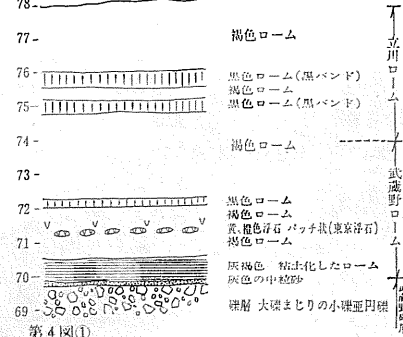 78
77
褐色ローム
76
黒色ローム(黒バンド)
褐色ローム
75
黒色ローム(黒バンド)
74
褐色ローム
73
72
黒色ローム
褐色ローム
黄、橙色浮石 パッチ状(東京浮石)
71
褐色ローム
灰褐色 粘土化したローム
70
灰色の中粒砂
69
礫層 大礫まじりの小礫亜円礫
立川ローム
武蔵野ローム
武蔵野礫層
第4図①